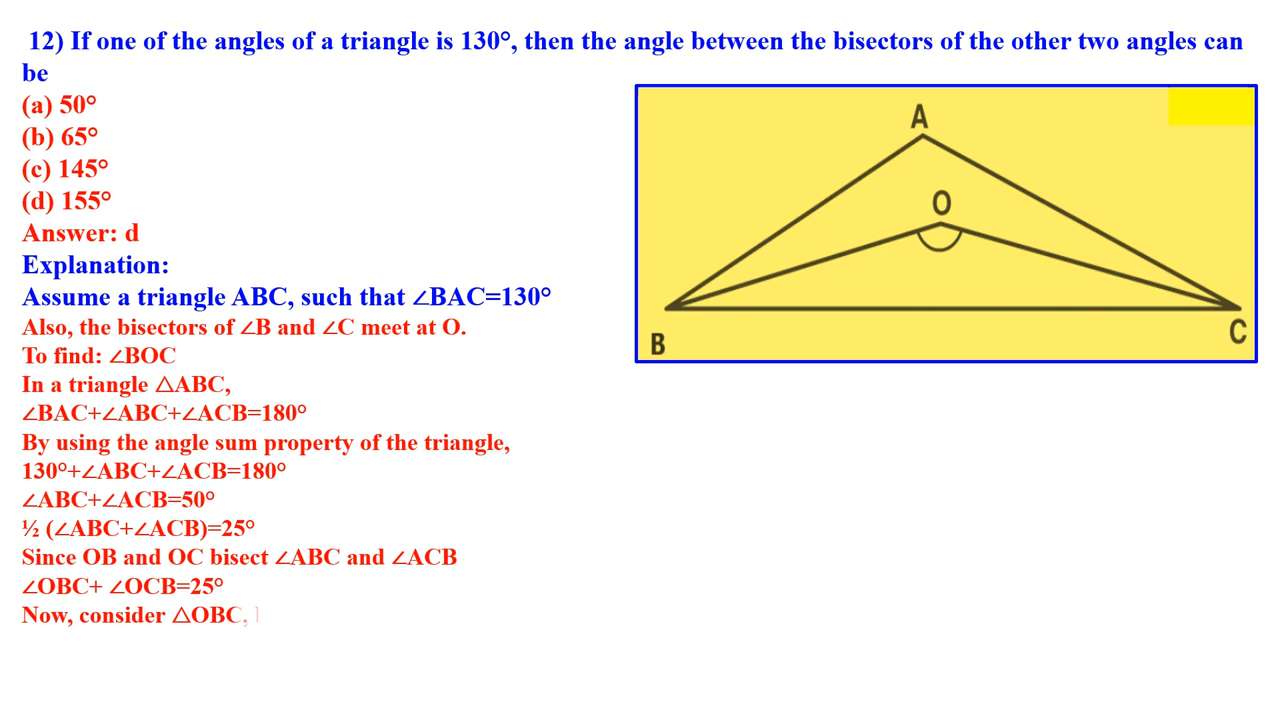 12) If one of the angles of a triangle is 130°, then the angle between the bisectors of the other two angles can
be
(a) 50°
(b) 65°
(c) 145°
(d) 155°
Answer: d
Explanation:
Assume a triangle ABC, such that ∠BAC=130°
Also, the bisectors of ∠B and ∠C meet at O.
To find: ∠BOC
In a triangle △ABC,
∠BAC+∠ABC+∠ACB=180°
By using the angle sum property of the triangle,
130°+∠ABC+∠ACB=180°
∠ABC+∠ACB=50°
½ (∠ABC+∠ACB)=25°
Since OB and OC bisect ∠ABC and ∠ACB
∠OBC+ ∠OCB=25°
Now, consider △OBC,
A
O
B
C